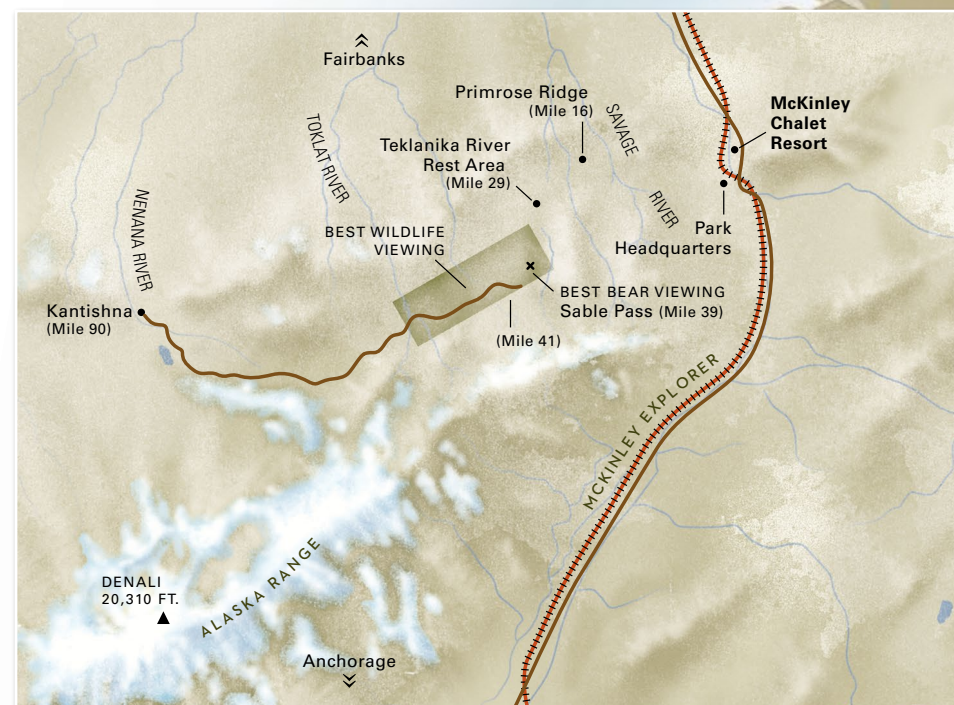 Fairbanks
Primrose Ridge
(Mile 16)
McKinley
Chalet
Resort
SAVAGE
RIVER
TOKLAT RIVER
Teklanika River
Rest Area
(Mile 29)
NENANA RIVER
BEST WILDLIFE
VIEWING
Park
Headquarters
BEST BEAR VIEWING
Sable Pass (Mile 39)
Kantishna
(Mile 90)
(Mile 41)
MCKINLEY EXPLORER
ALASKA RANGE
DENALI
20,310 FT.
Anchorage